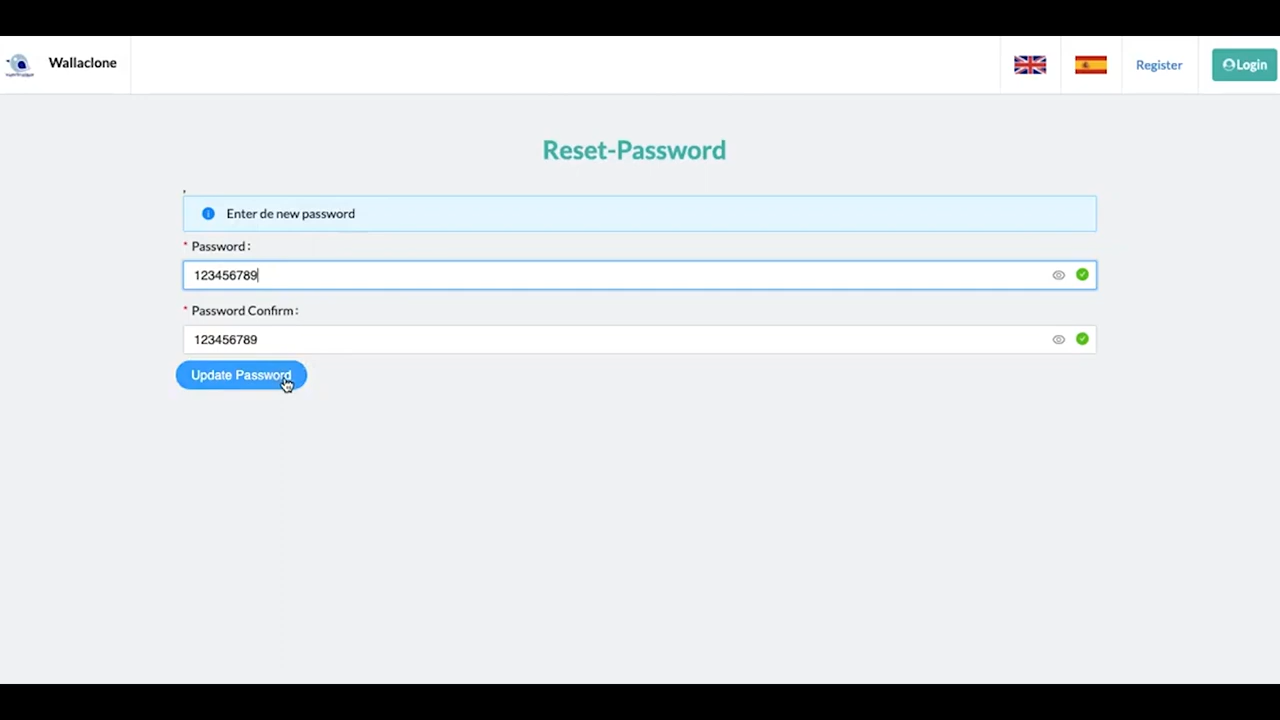 Wallaclone
Register
Login
Reset-Password
,
Enter de new password
* Password :
123456789
* Password Confirm :
123456789
Update Password